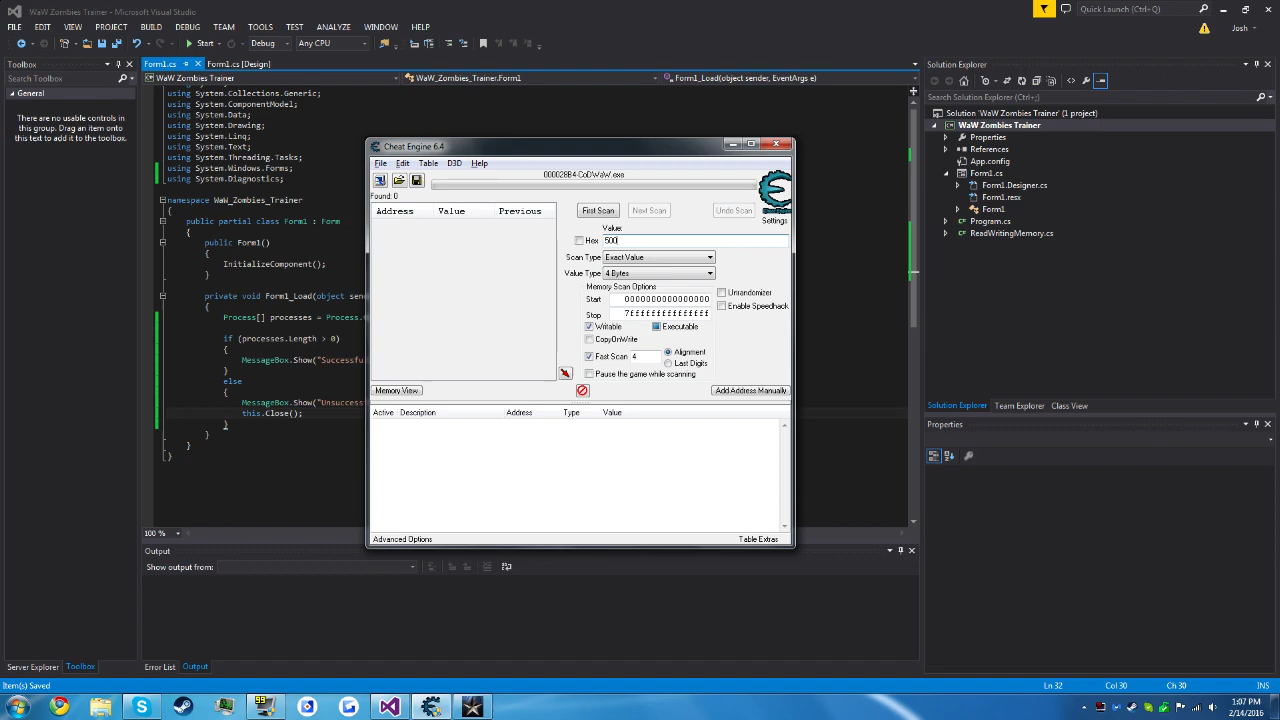 WaW Zombies Trainer - Microsoft Visual Studio
Quick Launch (Ctrl+Q)
FILE EDIT VIEW PROJECT BUILD DEBUG TEAM TOOLS TEST ANALYZE WINDOW HELP
Josh
Start Debug Any CPU
Toolbox
Search Toolbox
General
There are no usable controls in
this group. Drag an item onto
this text to add it to the toolbox.
Form1.cs Form1.cs [Design]
WaW Zombies Trainer WaW_Zombies_Trainer.Form1 Form1_Load(object sender, EventArgs e)
using System.Collections.Generic;
using System.ComponentModel;
using System.Data;
using System.Drawing;
using System.Linq;
using System.Text;
using System.Threading.Tasks;
using System.Windows.Forms;
using System.Diagnostics;
namespace WaW_Zombies_Trainer
{
public partial class Form1 : Form
{
public Form1()
{
InitializeComponent();
}
private void Form1_Load(object sen
{
Process[] processes = Process.
if (processes.Length > 0)
{
MessageBox.Show("Successfu
}
else
{
MessageBox.Show("Unsuccess
this.Close();
}
}
}
}
100 %
Cheat Engine 6.4
File Edit Table D3D Help
000028B4-CoDWaW.exe
Found: 0
Address Value Previous
First Scan Next Scan Undo Scan
Settings
Value:
Hex 500
Scan Type Exact Value
Value Type 4 Bytes
Memory Scan Options
Start 0000000000000000
Stop 7fffffffffffffff
Writable Executable
CopyOnWrite
Fast Scan 4 Alignment
Last Digits
Pause the game while scanning
Unrandomizer
Enable Speedhack
Memory View Add Address Manually
Active Description Address Type Value
Advanced Options Table Extras
Solution Explorer
Search Solution Explorer (Ctrl+;)
Solution 'WaW Zombies Trainer' (1 project)
WaW Zombies Trainer
Properties
References
App.config
Form1.cs
Form1.Designer.cs
Form1.resx
Form1
Program.cs
ReadWritingMemory.cs
Solution Explorer Team Explorer Class View
Properties
Output
Show output from:
Server Explorer Toolbox Error List Output
Item(s) Saved Ln 32 Col 30 Ch 30 INS
99
1:07 PM
2/14/2016